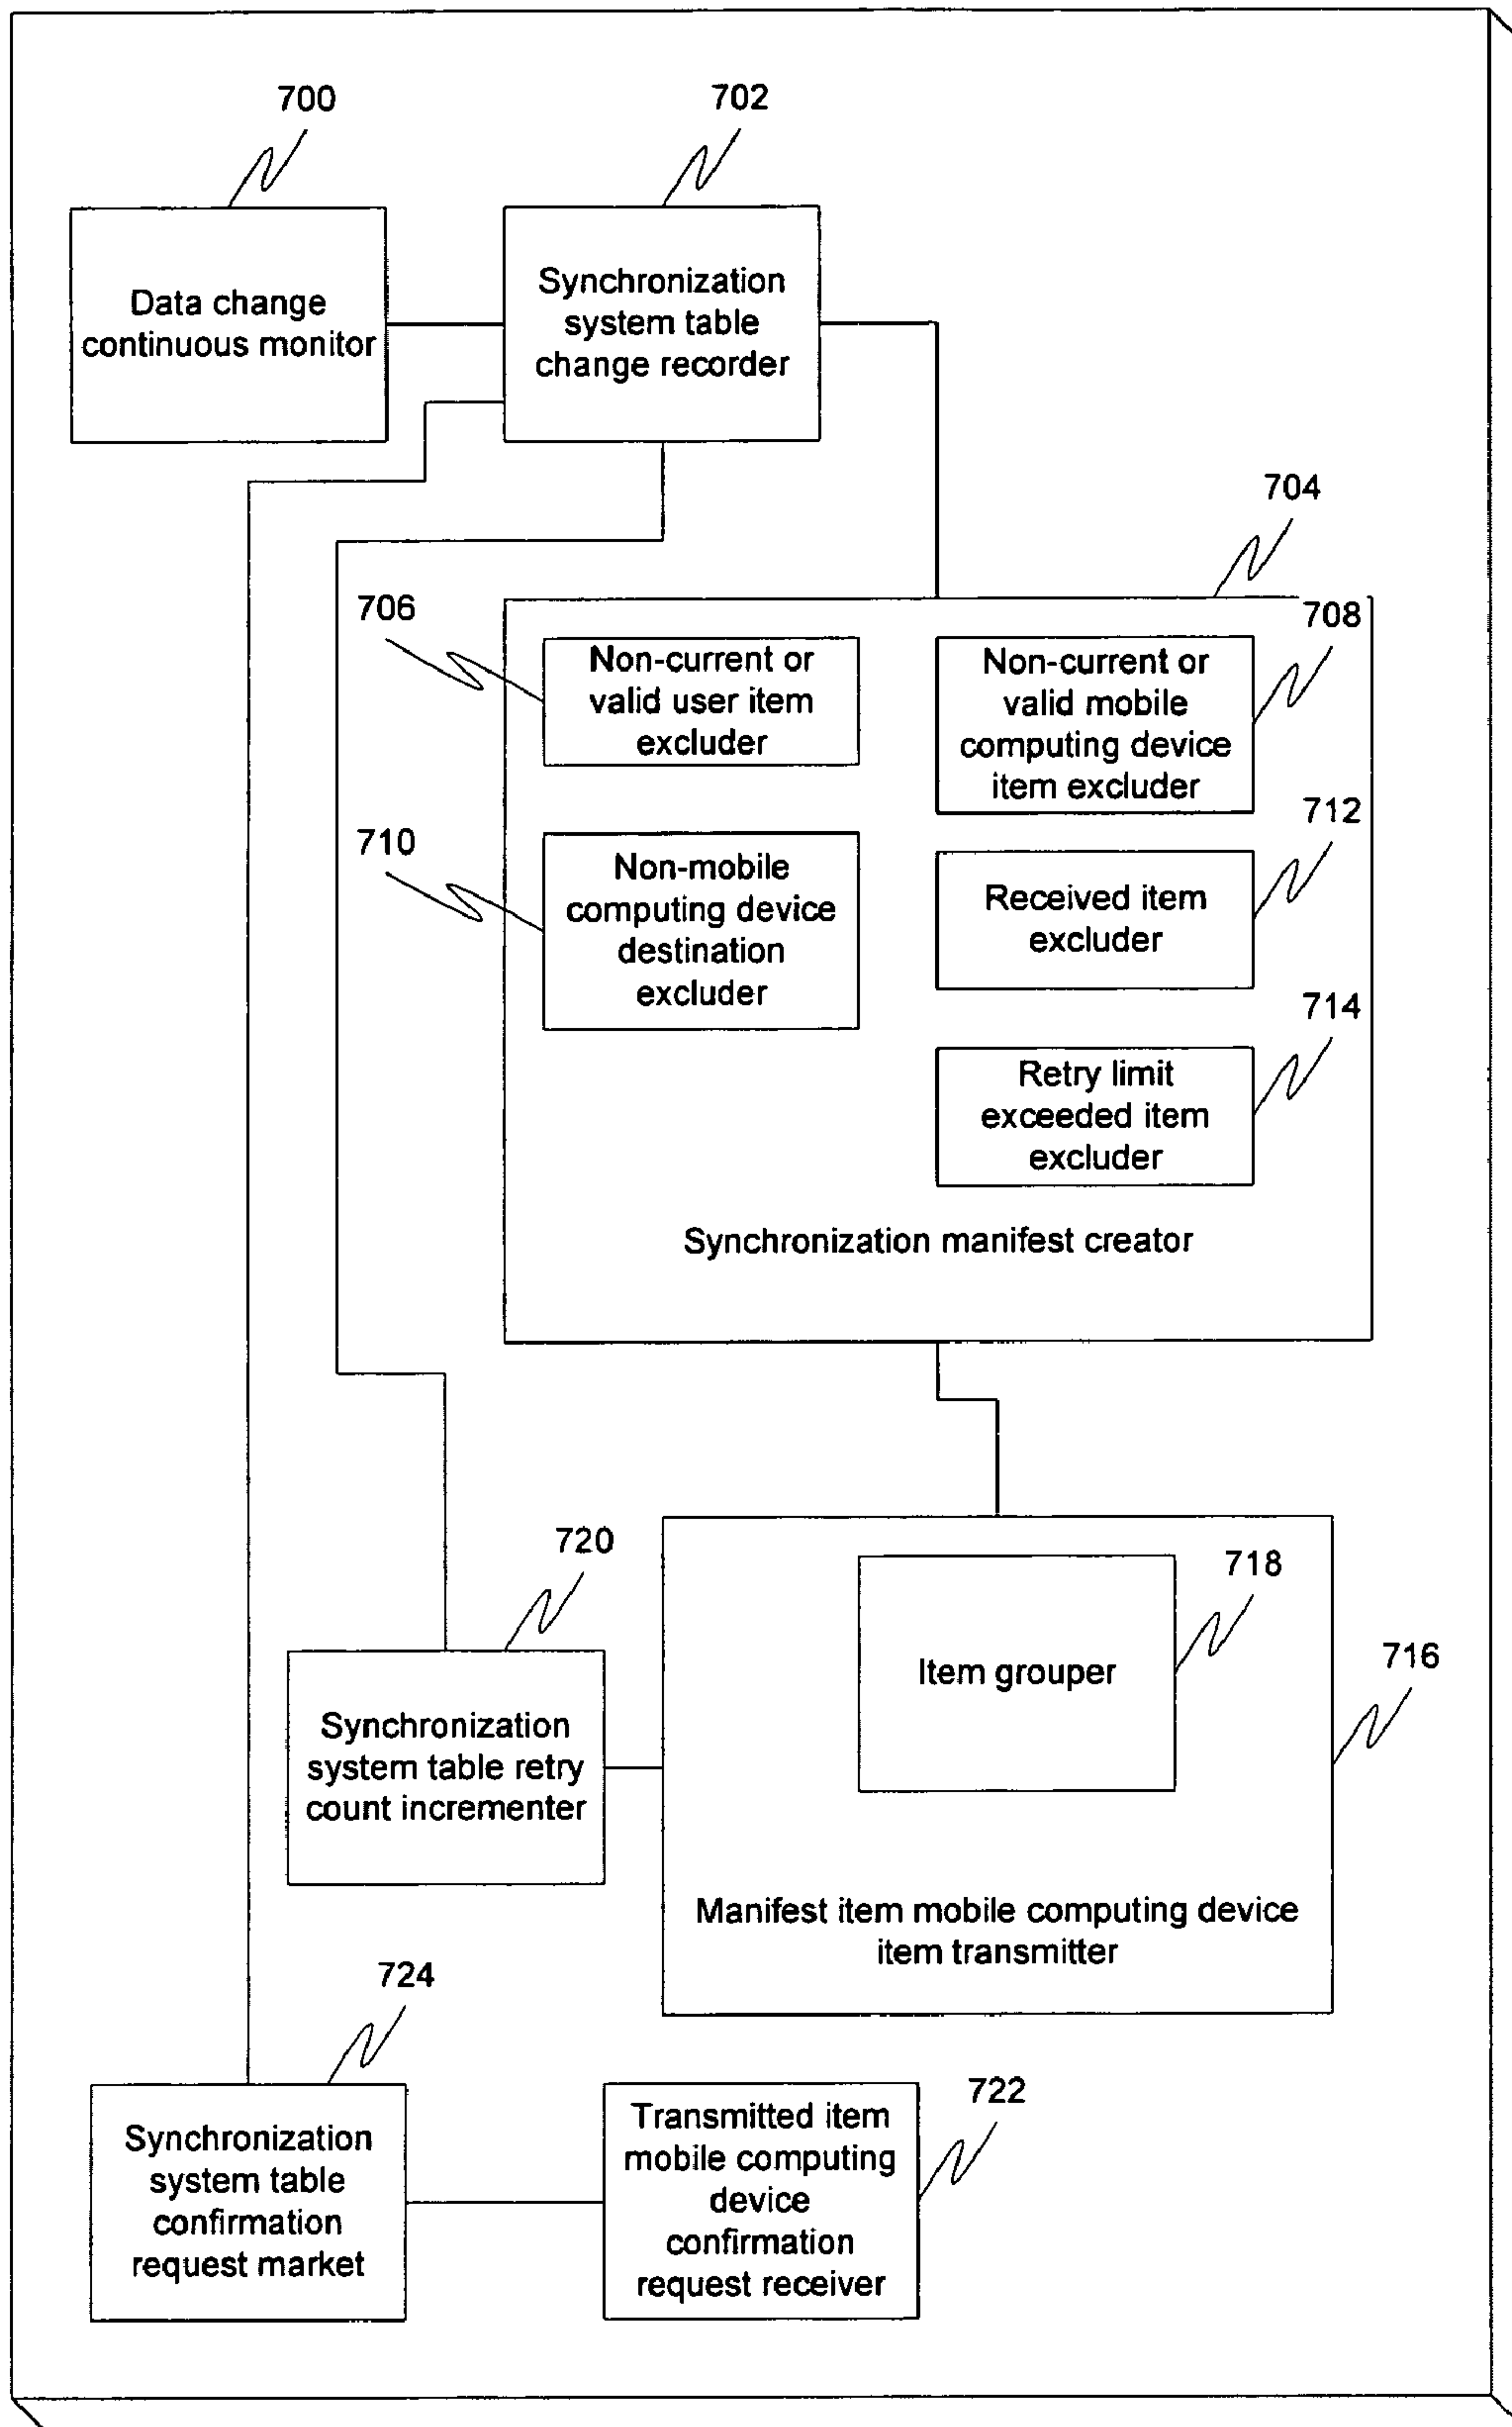 700
702
Data change
continuous monitor
Synchronization
system table
change recorder
704
706
708
Non-current or
valid user item
excluder
Non-current or
valid mobile
computing device
item excluder
710
712
Non-mobile
computing device
destination
excluder
Received item
excluder
714
Retry limit
exceeded item
excluder
Synchronization manifest creator
720
718
716
Item grouper
Synchronization
system table retry
count incrementer
Manifest item mobile computing device
item transmitter
724
722
Synchronization
system table
confirmation
request market
Transmitted item
mobile computing
device
confirmation
request receiver